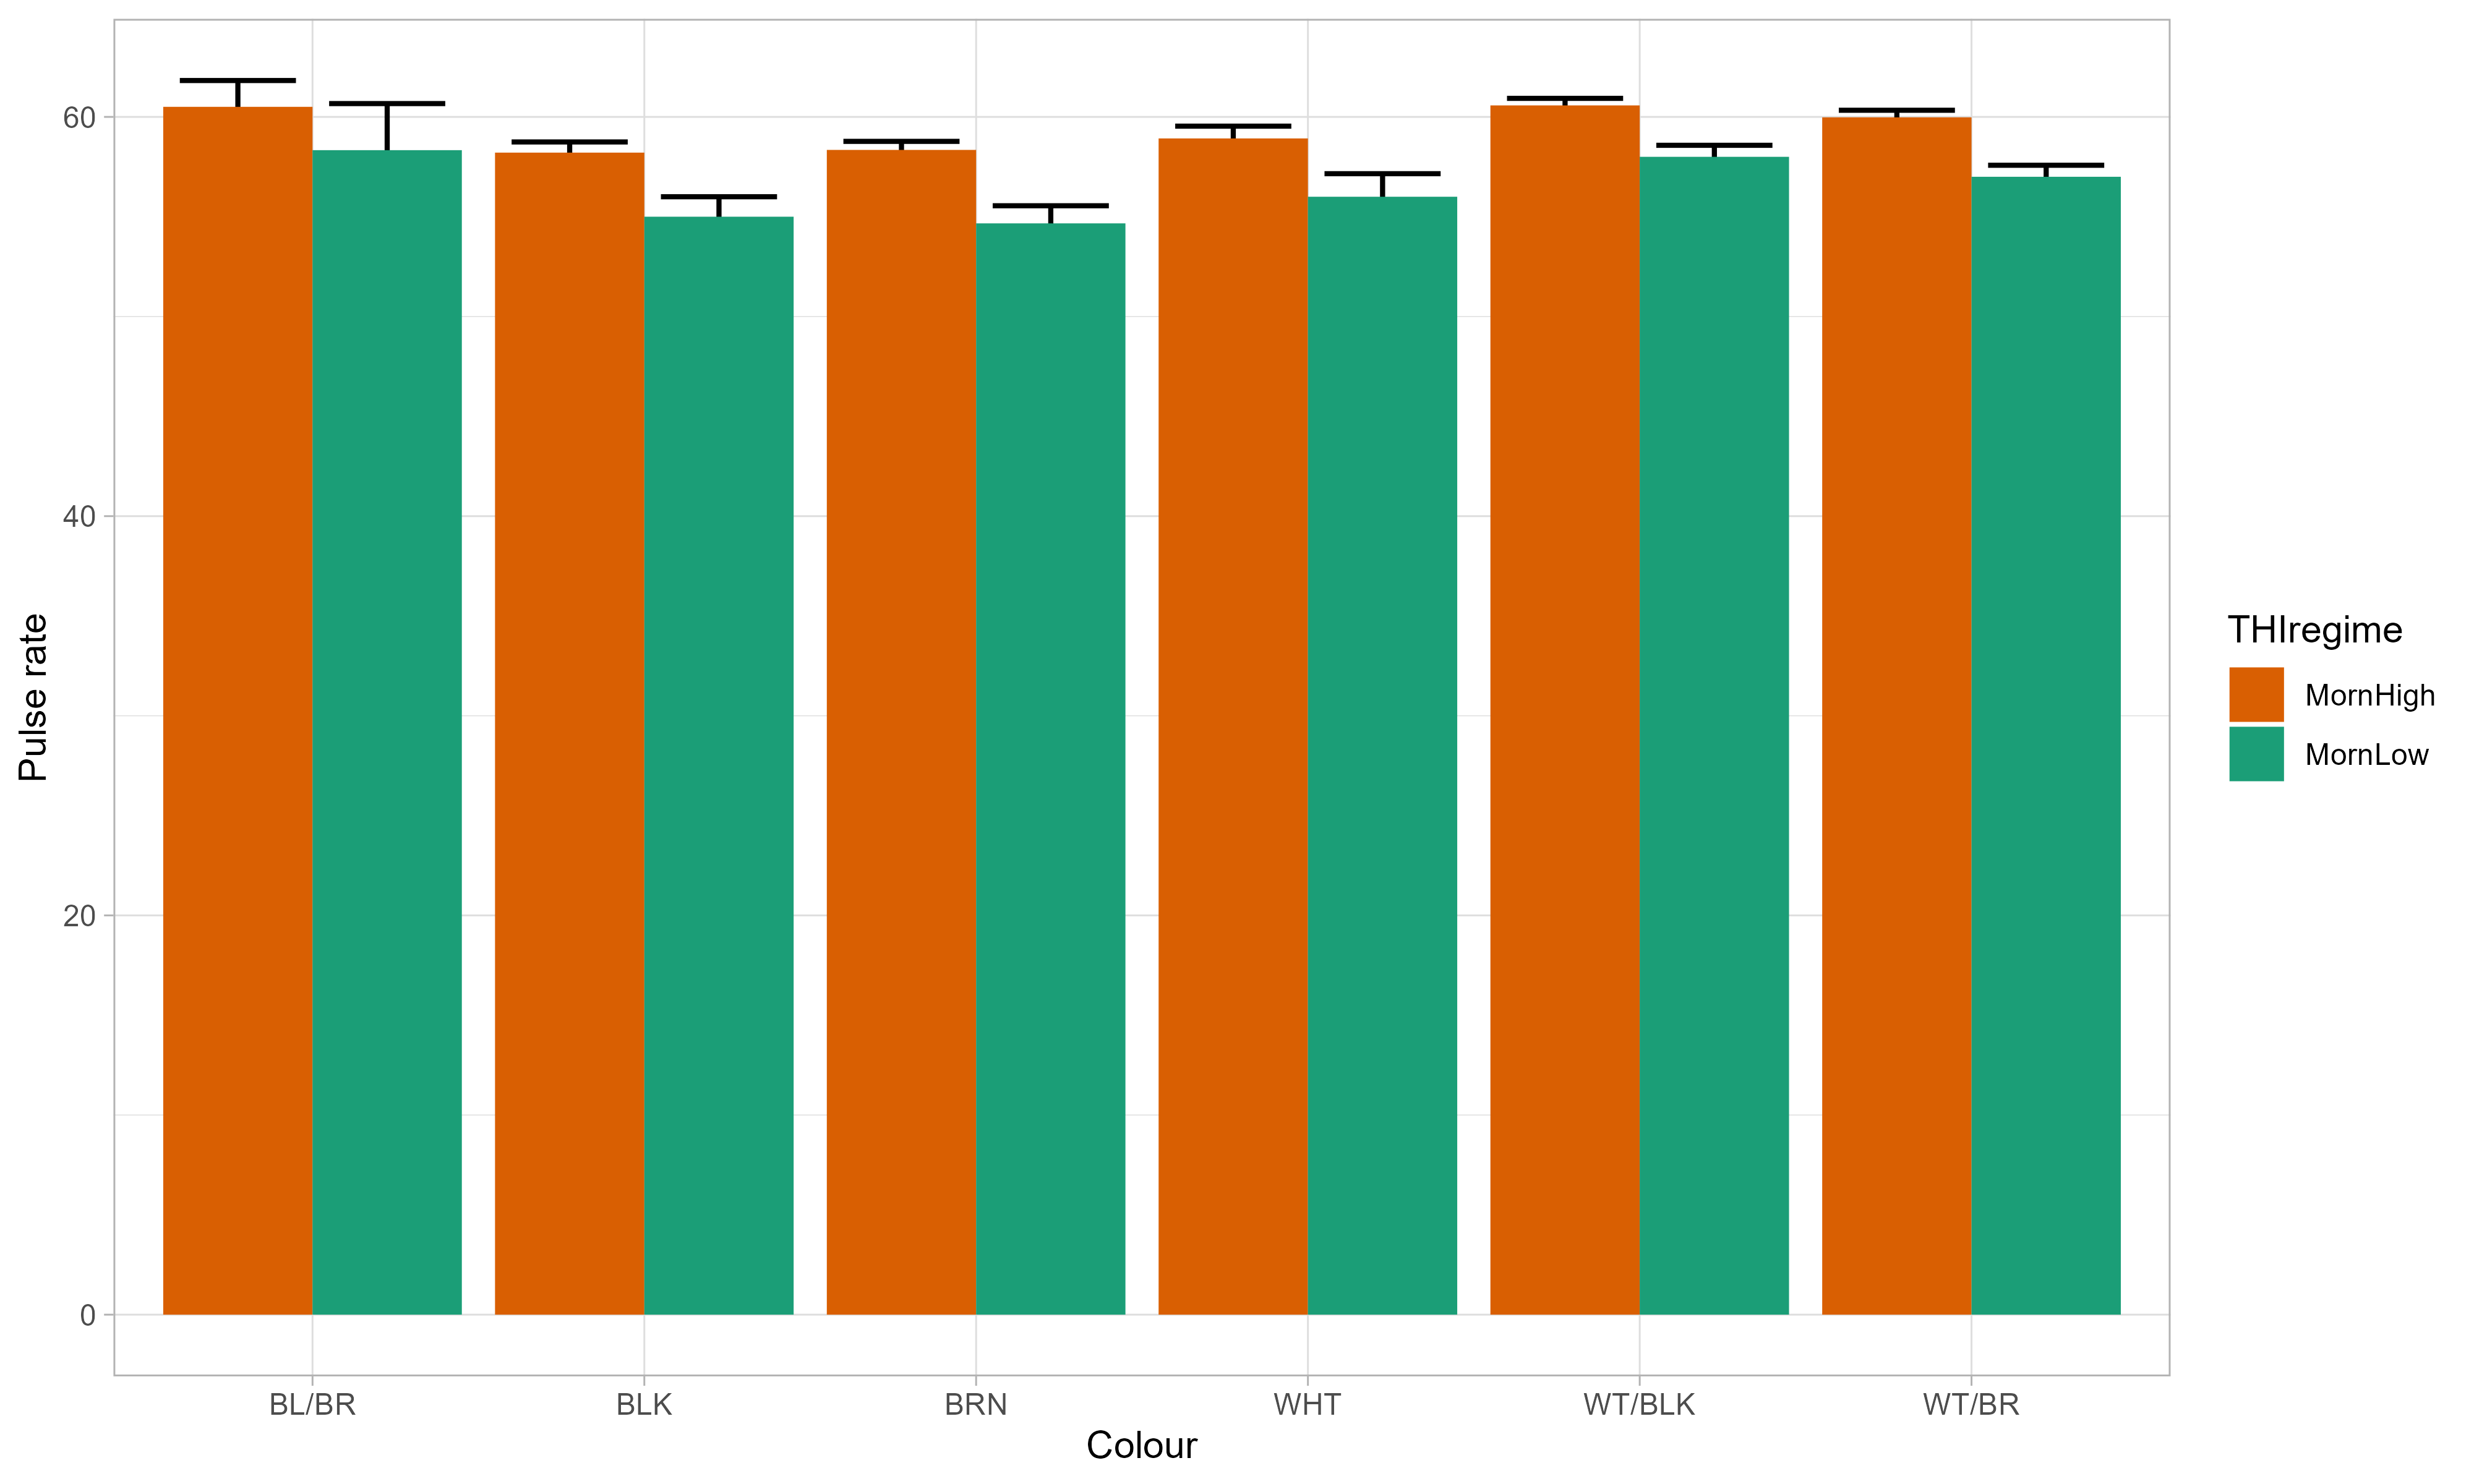 60
40
20
0
Pulse rate
BL/BR BLK BRN WHT WT/BLK WT/BR
Colour
THIregime
MornHigh
MornLow